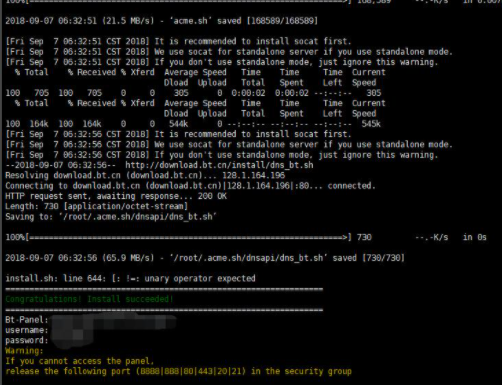 100%[=====================================================>] 168,589 --.-K/s in 0.007
2018-09-07 06:32:51 (21.5 MB/s) - ‘acme.sh’ saved [168589/168589]
[Fri Sep 7 06:32:51 CST 2018] It is recommended to install socat first.
[Fri Sep 7 06:32:51 CST 2018] We use socat for standalone server if you use standalone mode.
[Fri Sep 7 06:32:51 CST 2018] If you don't use standalone mode, just ignore this warning.
% Total % Received % Xferd Average Speed Time Time Time Current
Dload Upload Total Spent Left Speed
100 705 100 705 0 0 305 0 0:00:02 0:00:02 --:--:-- 305
100 164k 100 164k 0 0 544k 0 --:--:-- --:--:-- --:--:-- 545k
[Fri Sep 7 06:32:56 CST 2018] It is recommended to install socat first.
[Fri Sep 7 06:32:56 CST 2018] We use socat for standalone server if you use standalone mode.
[Fri Sep 7 06:32:56 CST 2018] If you don't use standalone mode, just ignore this warning.
--2018-09-07 06:32:56-- http://download.bt.cn/install/dns_bt.sh
Resolving download.bt.cn (download.bt.cn)... 128.1.164.196
Connecting to download.bt.cn (download.bt.cn)|128.1.164.196|:80... connected.
HTTP request sent, awaiting response... 200 OK
Length: 730 [application/octet-stream]
Saving to: ‘/root/.acme.sh/dnsapi/dns_bt.sh’
100%[=====================================================>] 730 --.-K/s in 0s
2018-09-07 06:32:56 (65.9 MB/s) - ‘/root/.acme.sh/dnsapi/dns_bt.sh’ saved [730/730]
install.sh: line 644: [: !=: unary operator expected
==================================================================
Congratulations! Install succeeded!
==================================================================
Bt-Panel:
username:
password:
Warning:
If you cannot access the panel,
release the following port (8888|888|80|443|20|21) in the security group